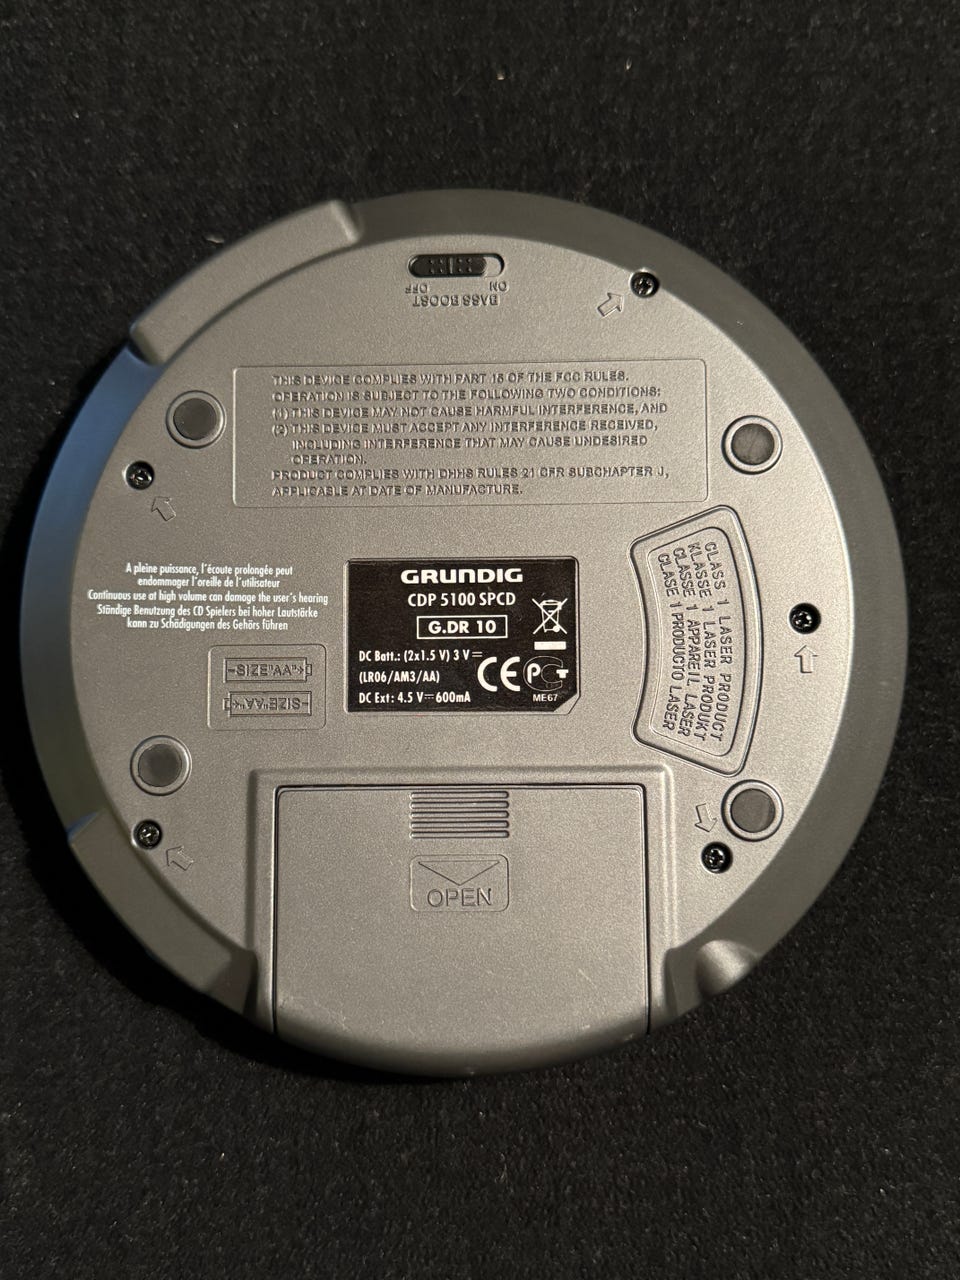 OFF ON
BASS BOOST
THIS DEVICE COMPLIES WITH PART 15 OF THE FCC RULES.
OPERATION IS SUBJECT TO THE FOLLOWING TWO CONDITIONS:
(1) THIS DEVICE MAY NOT CAUSE HARMFUL INTERFERENCE, AND
(2) THIS DEVICE MUST ACCEPT ANY INTERFERENCE RECEIVED,
INCLUDING INTERFERENCE THAT MAY CAUSE UNDESIRED
OPERATION.
PRODUCT COMPLIES WITH DHHS RULES 21 CFR SUBCHAPTER J,
APPLICABLE AT DATE OF MANUFACTURE.
A pleine puissance, l'écoute prolongée peut
endommager l'oreille de l'utilisateur
Continuous use at high volume can damage the user's hearing
Ständige Benutzung des CD Spielers bei hoher Lautstärke
kann zu Schädigungen des Gehörs führen
GRUNDIG
CDP 5100 SPCD
G.DR 10
DC Batt.: (2x1.5 V) 3 V
(LR06/AM3/AA)
DC Ext: 4.5 V 600mA
CE
ME67
CLASS 1 LASER PRODUCT
KLASSE 1 LASER PRODUKT
CLASSE 1 APPAREIL LASER
CLASE 1 PRODUCTO LASER
-SIZE"AA"+
-SIZE"AA"+
OPEN